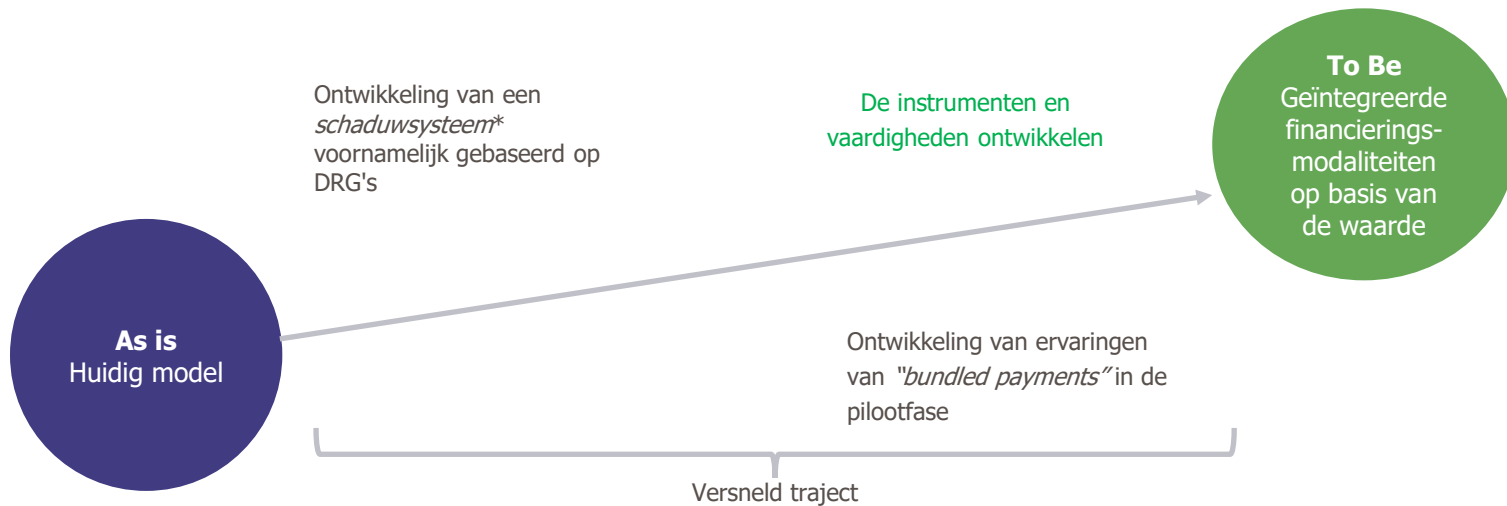 Ontwikkeling van een
schaduwsysteem*
voornamelijk gebaseerd op
DRG's
De instrumenten en
vaardigheden ontwikkelen
To Be
Geïntegreerde
financierings-
modaliteiten
op basis van
de waarde
As is
Huidig model
Ontwikkeling van ervaringen
van "bundled payments" in de
pilootfase
Versneld traject